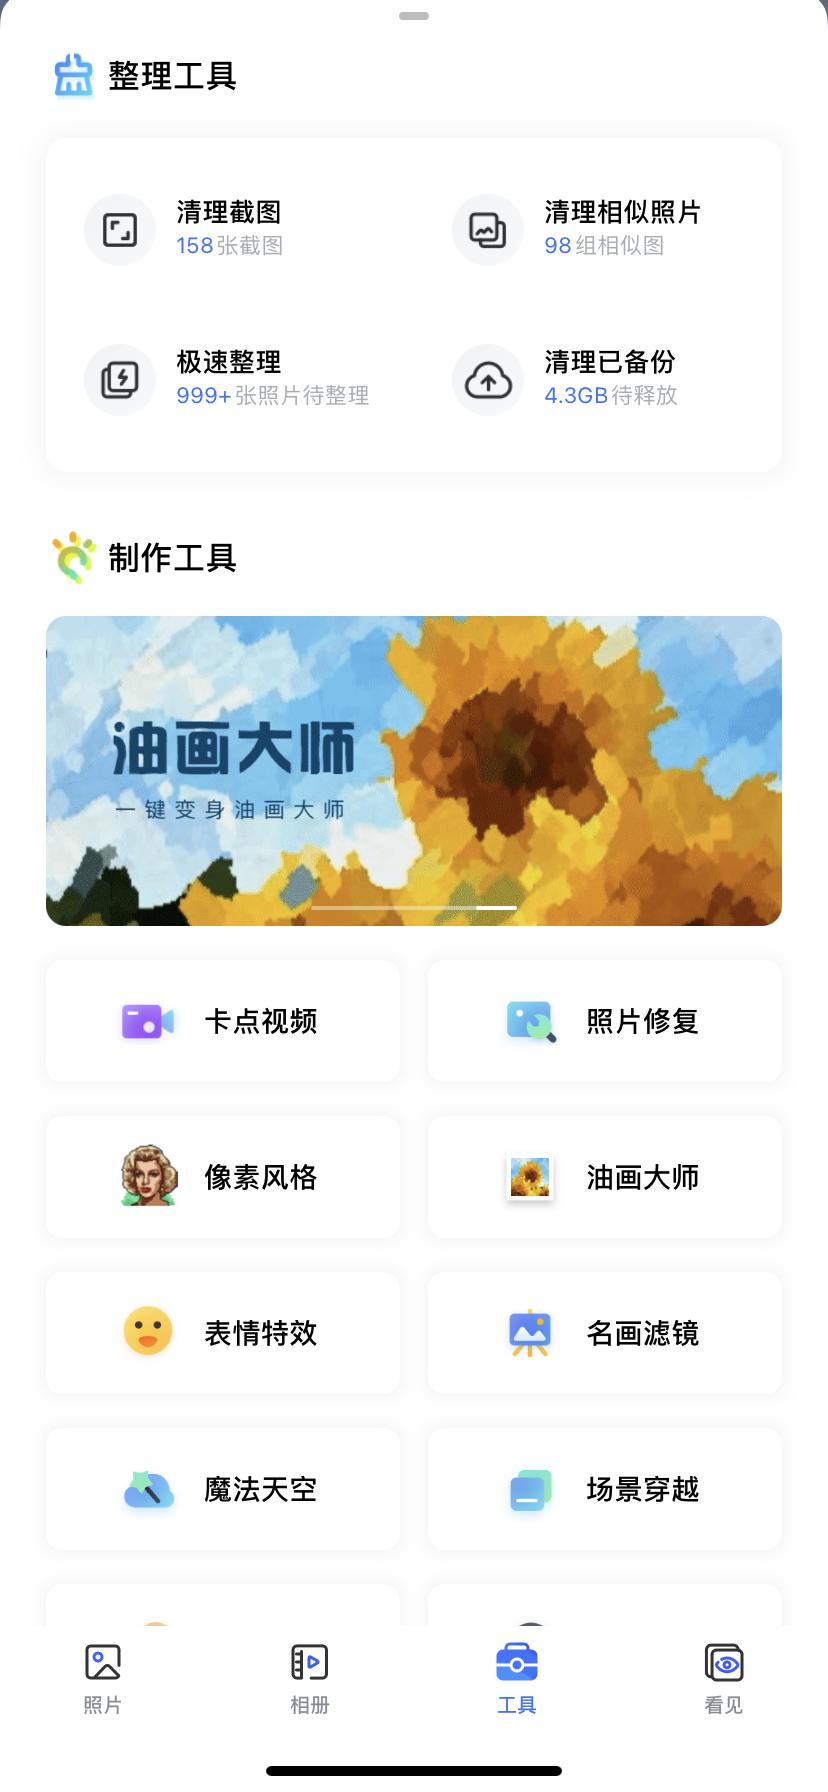 整理工具
清理截图
158张截图
清理相似照片
98组相似图
极速整理
999+张照片待整理
清理已备份
4.3GB待释放
制作工具
油画大师
一键变身油画大师
卡点视频
照片修复
像素风格
油画大师
表情特效
名画滤镜
魔法天空
场景穿越
照片
相册
工具
看见